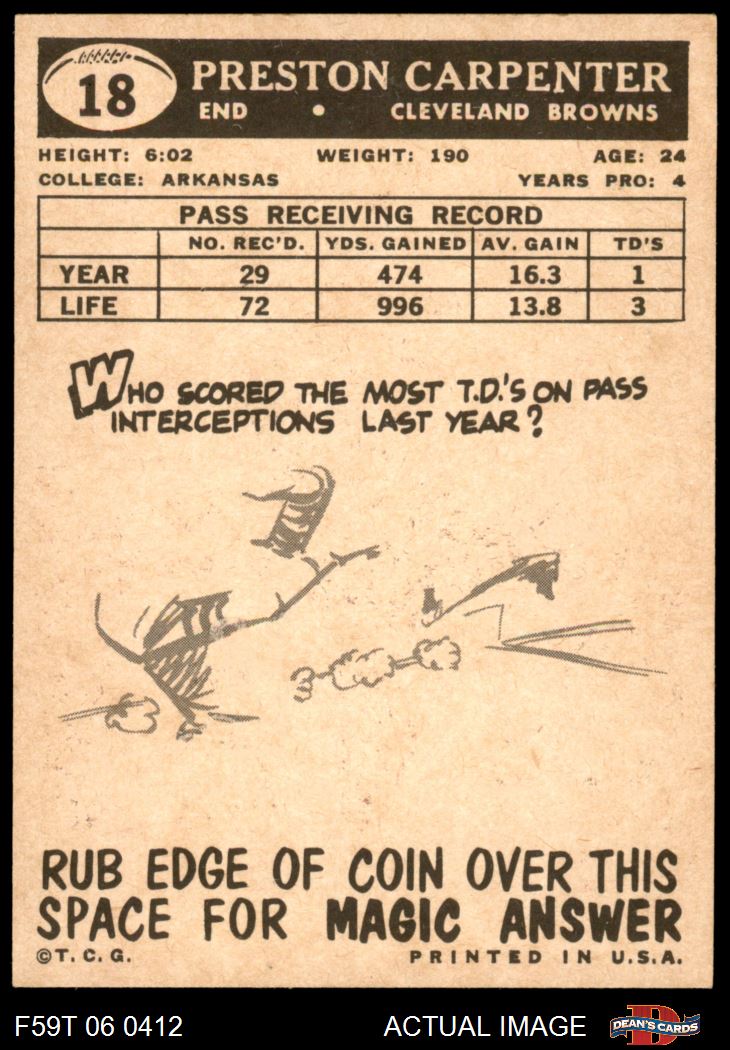 18
PRESTON CARPENTER
END • CLEVELAND BROWNS
HEIGHT: 6:02 WEIGHT: 190 AGE: 24
COLLEGE: ARKANSAS YEARS PRO: 4
PASS RECEIVING RECORD
NO. REC'D. YDS. GAINED AV. GAIN TD'S
YEAR 29 474 16.3 1
LIFE 72 996 13.8 3
WHO SCORED THE MOST T.D.'S ON PASS
INTERCEPTIONS LAST YEAR?
RUB EDGE OF COIN OVER THIS
SPACE FOR MAGIC ANSWER
©T. C. G. PRINTED IN U.S.A.
F59T 06 0412 ACTUAL IMAGE D DEAN'S CARDS